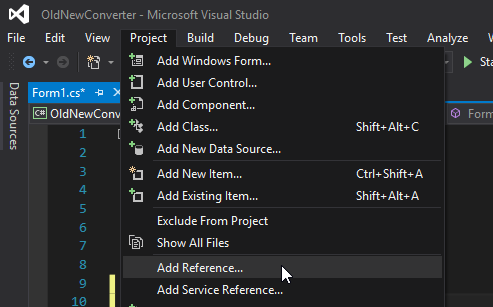 OldNewConverter - Microsoft Visual Studio
File Edit View Project Build Debug Team Tools Test Analyze Window
Sta
Data Sources
Form1.cs*
Form
C# OldNewConv
Add Windows Form...
Add User Control...
Add Component...
Add Class... Shift+Alt+C
Add New Data Source...
Add New Item... Ctrl+Shift+A
Add Existing Item... Shift+Alt+A
Exclude From Project
Show All Files
Add Reference...
Add Service Reference...
1
2
3
4
5
6
7
8
9
10